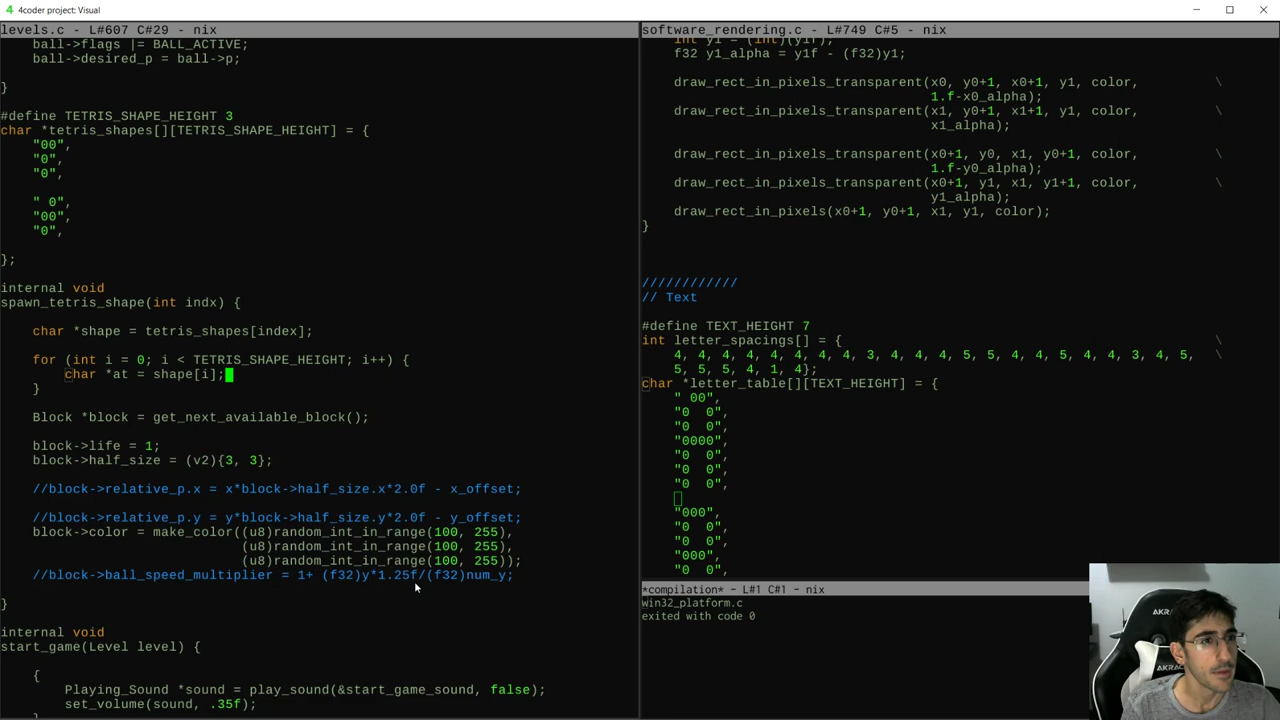 4coder project: Visual
levels.c - L#607 C#29 - nix
ball->flags |= BALL_ACTIVE;
ball->desired_p = ball->p;
}
#define TETRIS_SHAPE_HEIGHT 3
char *tetris_shapes[][TETRIS_SHAPE_HEIGHT] = {
"00",
"0",
"0",
" 0",
"00",
"0",
};
internal void
spawn_tetris_shape(int indx) {
char *shape = tetris_shapes[index];
for (int i = 0; i < TETRIS_SHAPE_HEIGHT; i++) {
char *at = shape[i];
}
Block *block = get_next_available_block();
block->life = 1;
block->half_size = (v2){3, 3};
//block->relative_p.x = x*block->half_size.x*2.0f - x_offset;
//block->relative_p.y = y*block->half_size.y*2.0f - y_offset;
block->color = make_color((u8)random_int_in_range(100, 255),
(u8)random_int_in_range(100, 255),
(u8)random_int_in_range(100, 255));
//block->ball_speed_multiplier = 1+ (f32)y*1.25f/(f32)num_y;
}
internal void
start_game(Level level) {
{
Playing_Sound *sound = play_sound(&start_game_sound, false);
set_volume(sound, .35f);
software_rendering.c - L#749 C#5 - nix
int y1 = (int)(y1f);
f32 y1_alpha = y1f - (f32)y1;
draw_rect_in_pixels_transparent(x0, y0+1, x0+1, y1, color, \
1.f-x0_alpha);
draw_rect_in_pixels_transparent(x1, y0+1, x1+1, y1, color, \
x1_alpha);
draw_rect_in_pixels_transparent(x0+1, y0, x1, y0+1, color, \
1.f-y0_alpha);
draw_rect_in_pixels_transparent(x0+1, y1, x1, y1+1, color, \
y1_alpha);
draw_rect_in_pixels(x0+1, y0+1, x1, y1, color);
}
////////////
// Text
#define TEXT_HEIGHT 7
int letter_spacings[] = { \
4, 4, 4, 4, 4, 4, 4, 4, 3, 4, 4, 4, 5, 5, 4, 4, 5, 4, 4, 3, 4, 5, \
5, 5, 5, 4, 1, 4};
char *letter_table[][TEXT_HEIGHT] = {
" 00",
"0  0",
"0  0",
"0000",
"0  0",
"0  0",
"0  0",
"000",
"0  0",
"0  0",
"000",
"0  0",
*compilation* - L#1 C#1 - nix
win32_platform.c
exited with code 0
AKRA
AKRAC